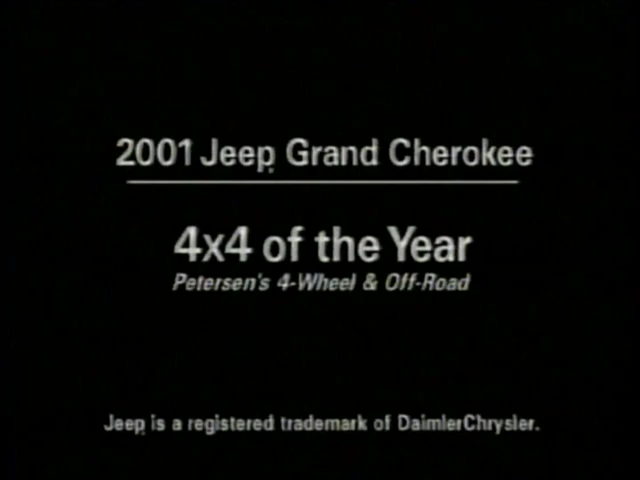 2001 Jeep Grand Cherokee
4x4 of the Year
Petersen's 4-Wheel & Off-Road
Jeep is a registered trademark of DaimlerChrysler.